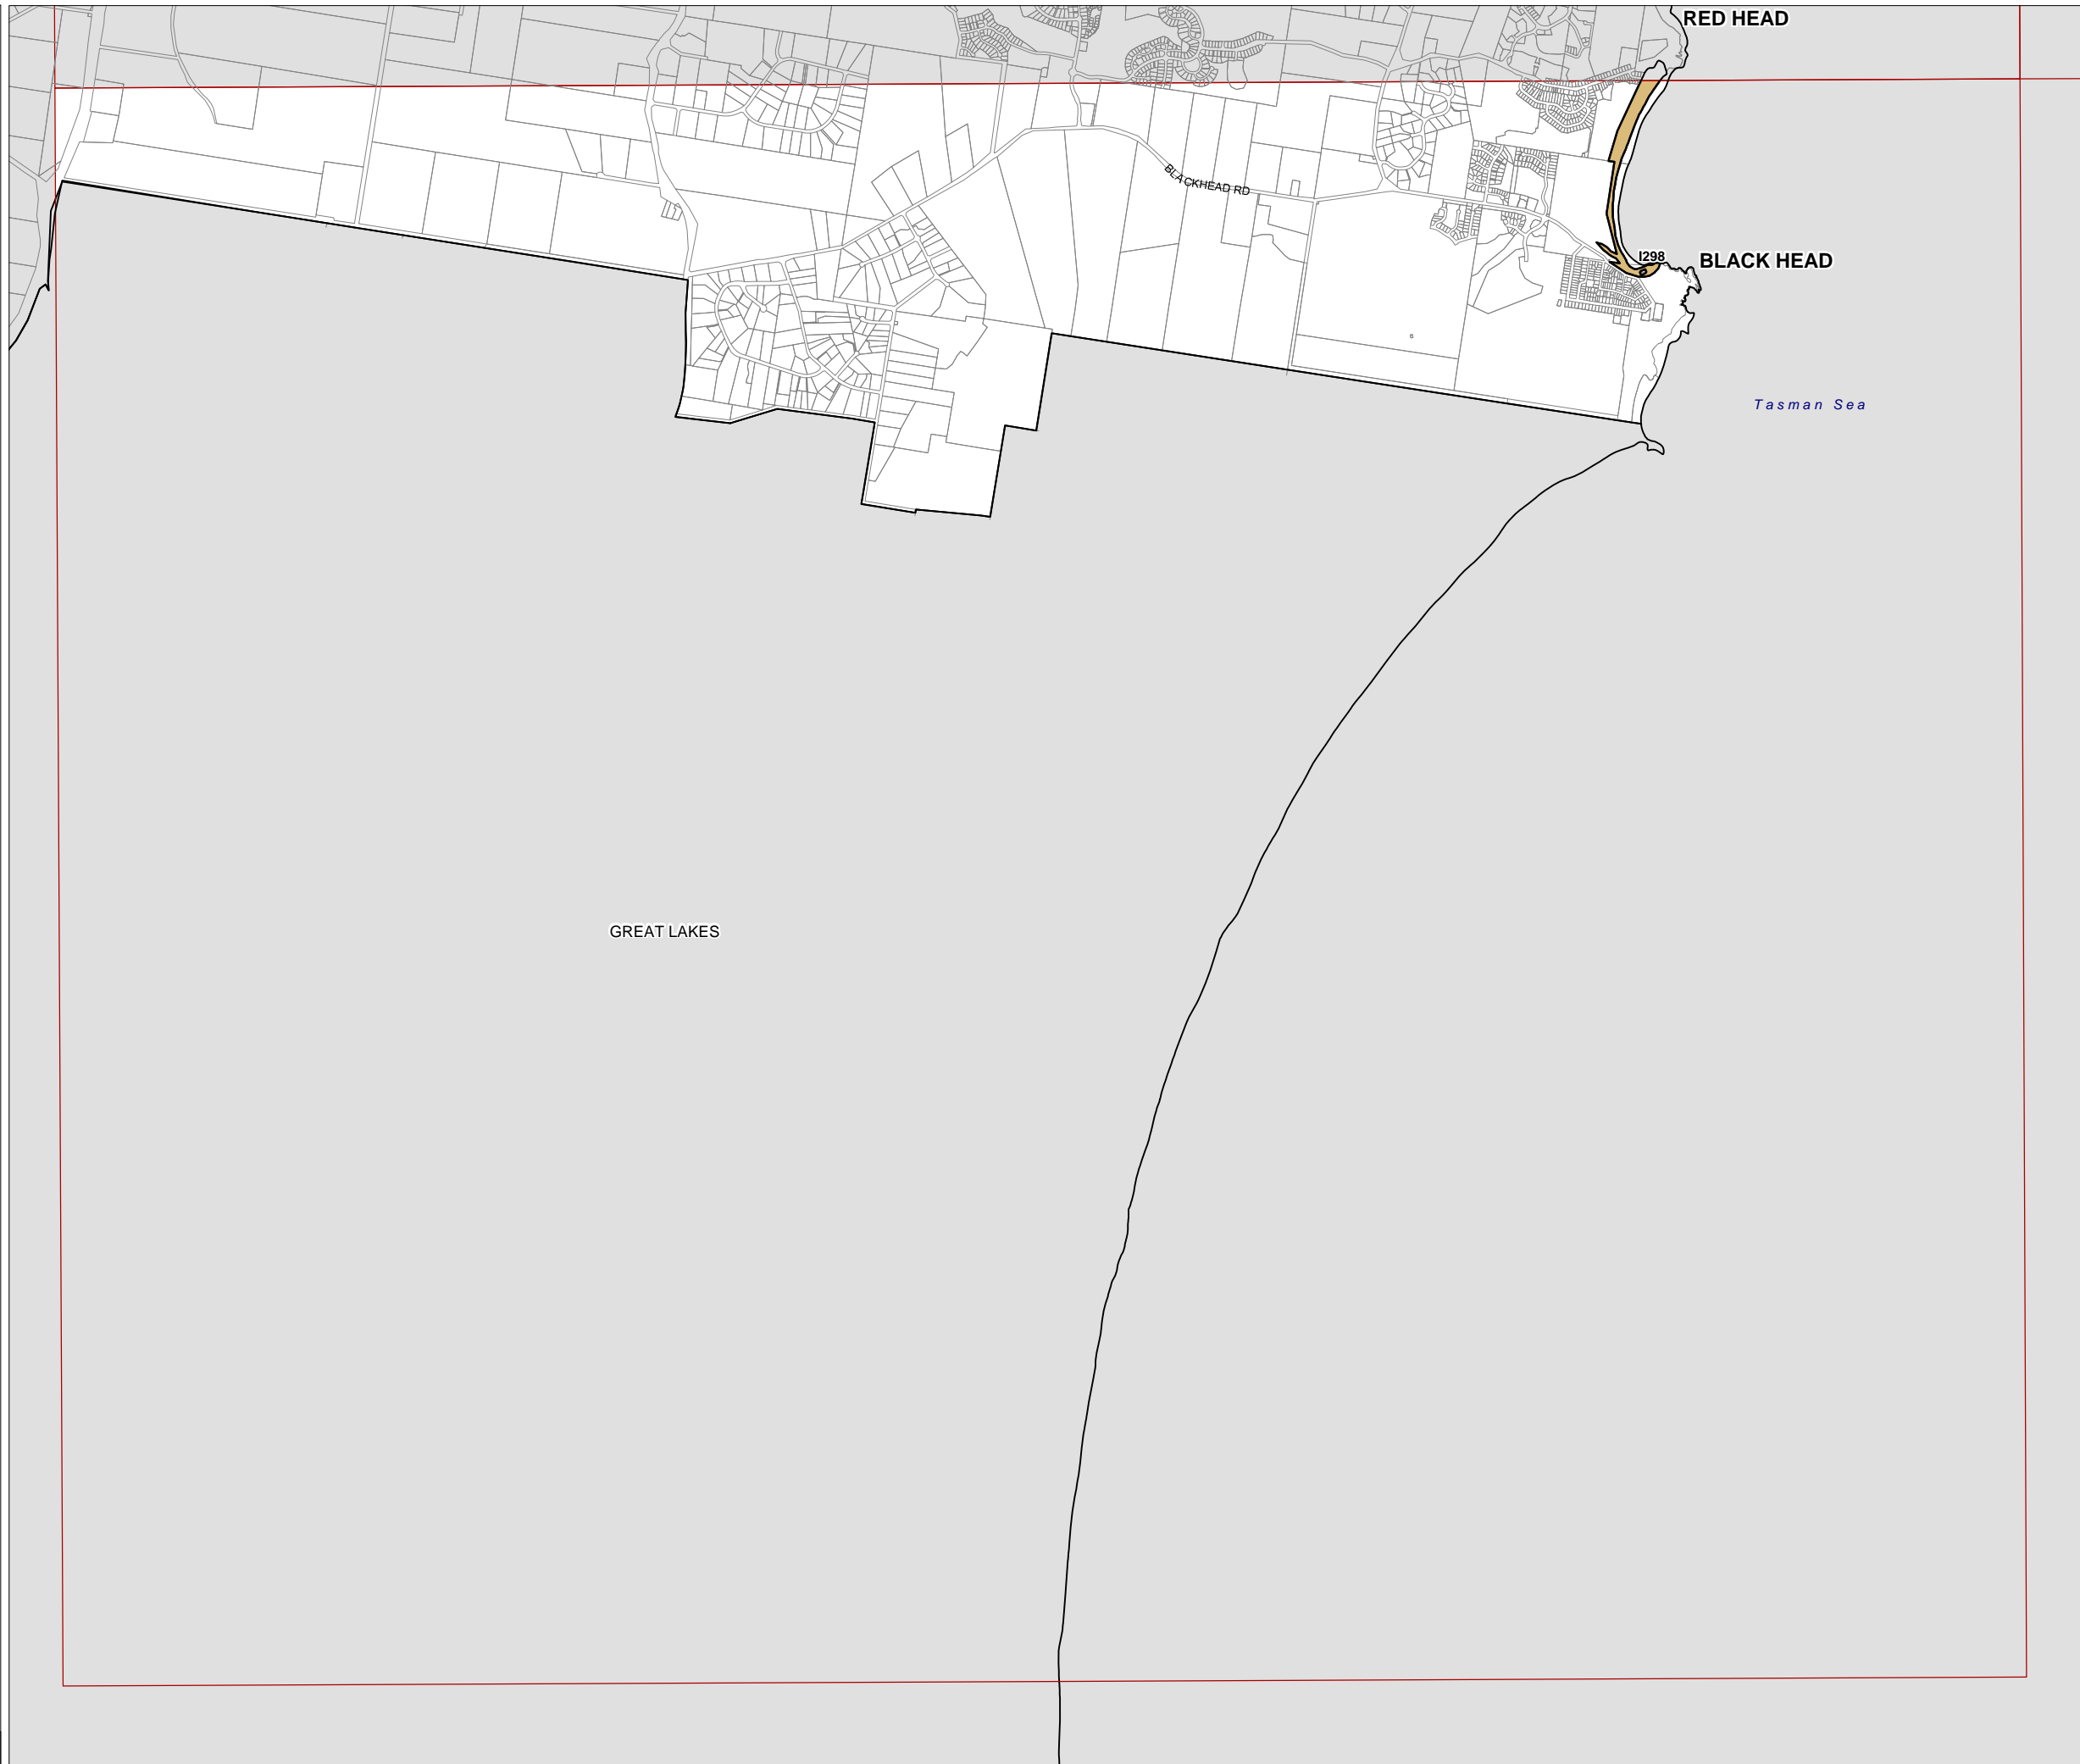 RED HEAD
BLACKHEAD RD
I298
BLACK HEAD
Tasman Sea
GREAT LAKES